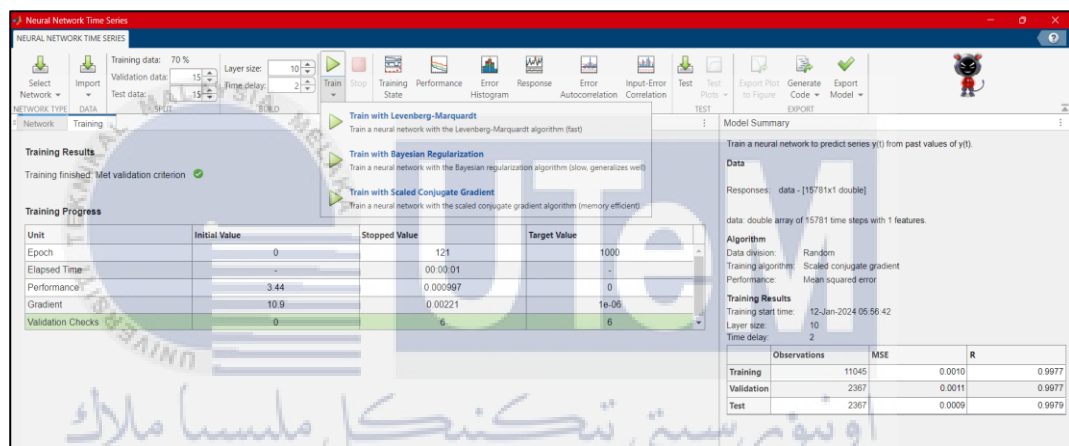 Neural Network Time Series
NEURAL NETWORK TIME SERIES
Select Network
Import
Training data: 70 %
Validation data: 15
Test data: 15
Layer size: 10
Time delay: 2
Train
Stop
Training State
Performance
Error Histogram
Response
Error Autocorrelation
Input-Error Correlation
Test
Test Plots
Export Plot to Figure
Generate Code
Export Model
NETWORK TYPE DATA SPLIT BUILD TEST EXPORT
Network Training
Train with Levenberg-Marquardt
Train a neural network with the Levenberg-Marquardt algorithm (fast)
Train with Bayesian Regularization
Train a neural network with the Bayesian regularization algorithm (slow, generalizes well)
Train with Scaled Conjugate Gradient
Train a neural network with the scaled conjugate gradient algorithm (memory efficient)
Training Results
Training finished: Met validation criterion
Training Progress
Unit Initial Value Stopped Value Target Value
Epoch 0 121 1000
Elapsed Time - 00:00:01 -
Performance 3.44 0.000997 0
Gradient 10.9 0.00221 1e-06
Validation Checks 0 6 6
Model Summary
Train a neural network to predict series y(t) from past values of y(t).
Data
Responses: data - [15781x1 double]
data: double array of 15781 time steps with 1 features.
Algorithm
Data division: Random
Training algorithm: Scaled conjugate gradient
Performance: Mean squared error
Training Results
Training start time: 12-Jan-2024 05:56:42
Layer size: 10
Time delay: 2
Observations MSE R
Training 11045 0.0010 0.9977
Validation 2367 0.0011 0.9977
Test 2367 0.0009 0.9979
UTeM
اونيورسيتي تيكنيكل مليسيا ملاك